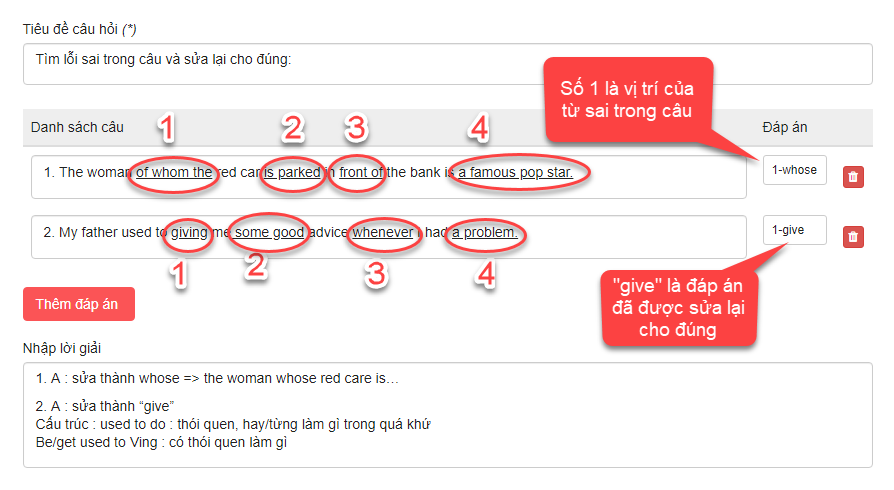 Tiêu đề câu hỏi (*)
Tìm lỗi sai trong câu và sửa lại cho đúng:
Số 1 là vị trí của
từ sai trong câu
Danh sách câu
1
2
3
4
Đáp án
1. The woman of whom the red car is parked in front of the bank is a famous pop star.
1-whose
2. My father used to giving me some good advice whenever I had a problem.
1-give
1
2
3
4
"give" là đáp án
đã được sửa lại
cho đúng
Thêm đáp án
Nhập lời giải
1. A : sửa thành whose => the woman whose red care is…
2. A : sửa thành “give”
Cấu trúc : used to do : thói quen, hay/từng làm gì trong quá khứ
Be/get used to Ving : có thói quen làm gì